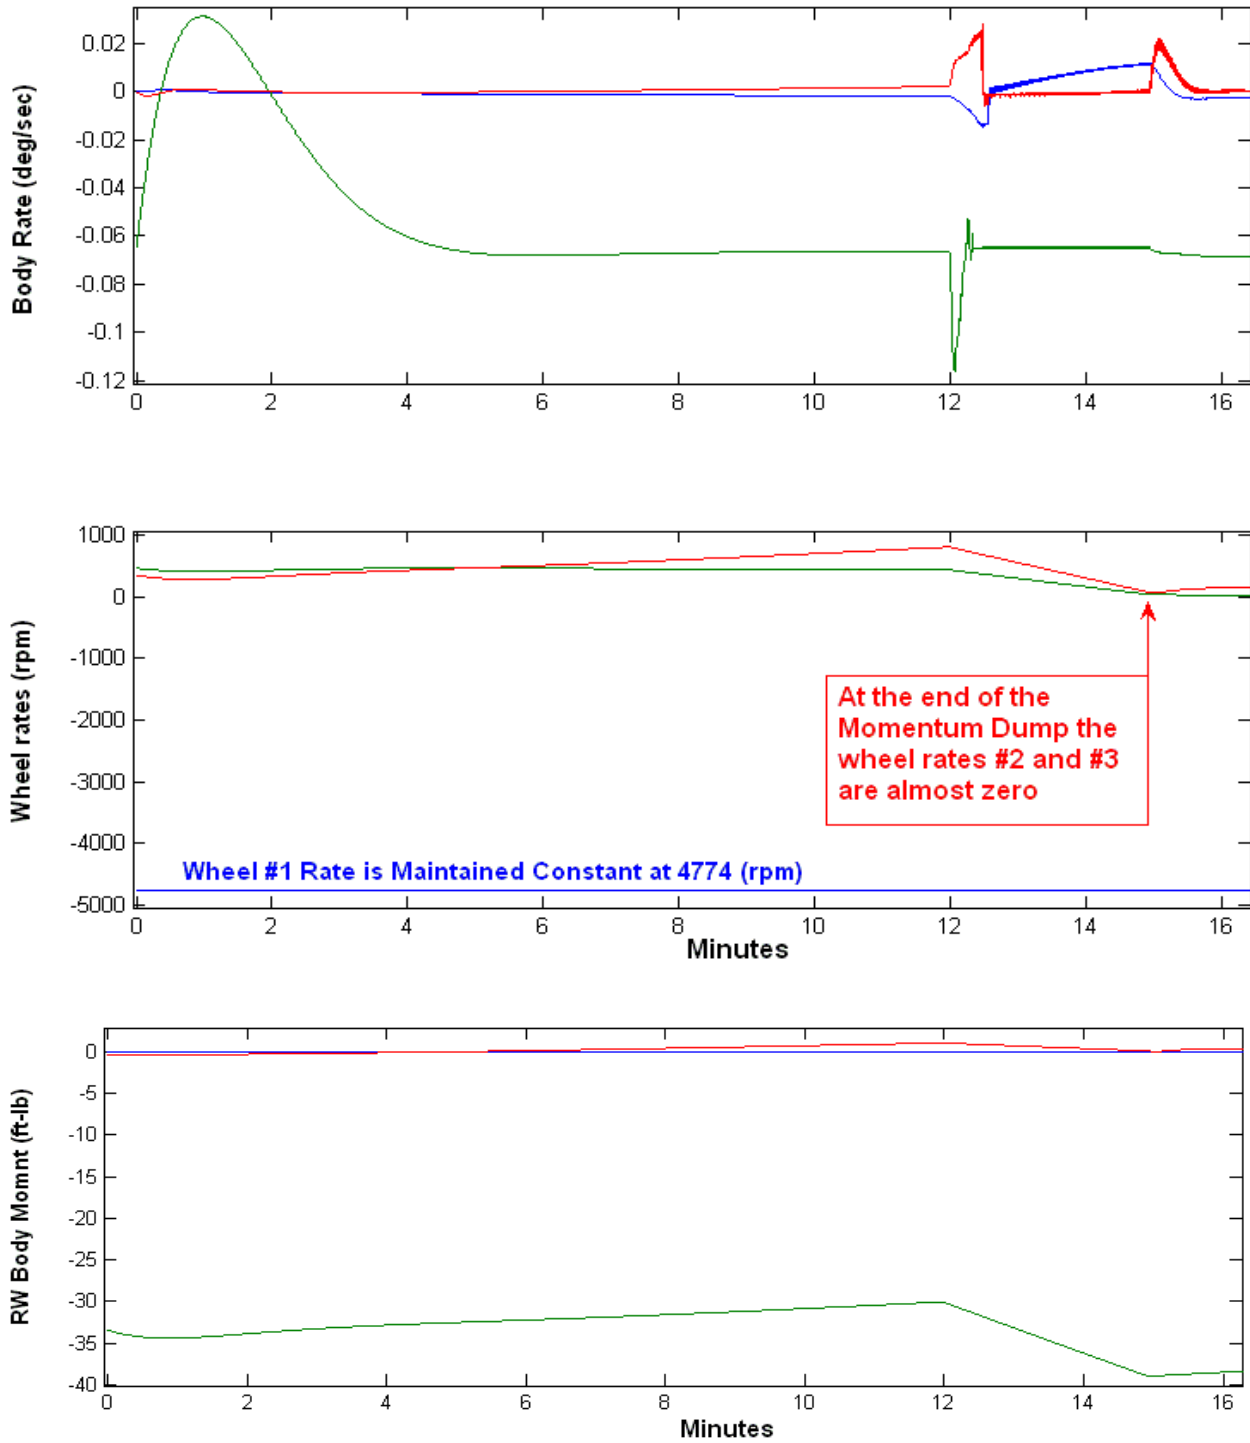 0.02
0
-0.02
-0.04
-0.06
-0.08
-0.1
-0.12
Body Rate (deg/sec)
0 2 4 6 8 10 12 14 16
1000
0
-1000
-2000
-3000
-4000
-5000
Wheel rates (rpm)
At the end of the
Momentum Dump the
wheel rates #2 and #3
are almost zero
Wheel #1 Rate is Maintained Constant at 4774 (rpm)
0 2 4 6 8 10 12 14 16
Minutes
0
-5
-10
-15
-20
-25
-30
-35
-40
RW Body Momnt (ft-lb)
0 2 4 6 8 10 12 14 16
Minutes